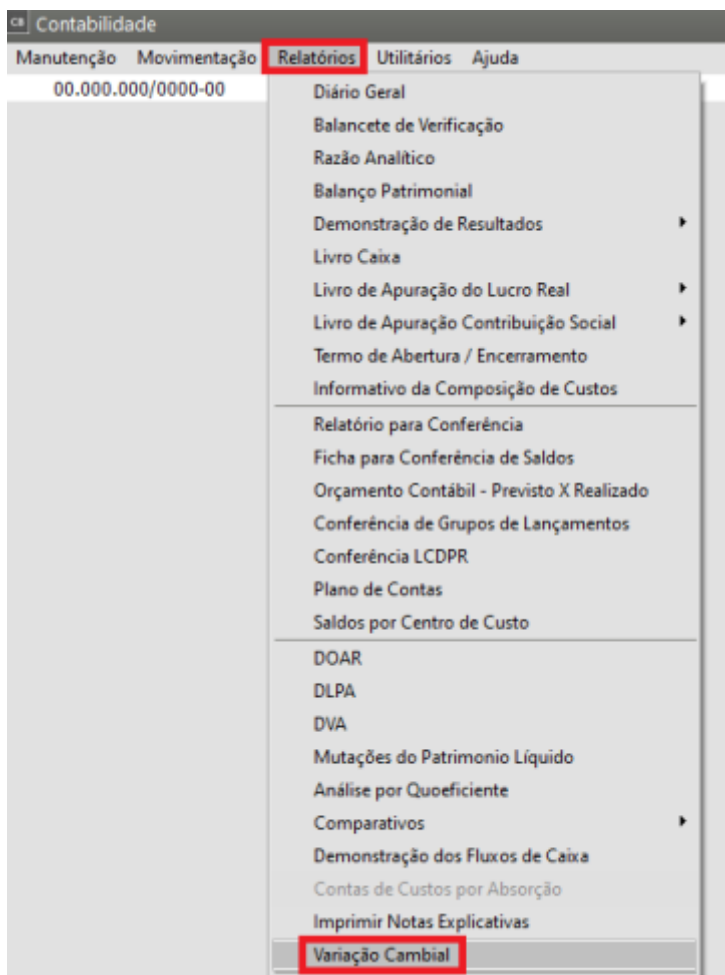 CB Contabilidade
Manutenção Movimentação Relatórios Utilitários Ajuda
00.000.000/0000-00
Diário Geral
Balancete de Verificação
Razão Analítico
Balanço Patrimonial
Demonstração de Resultados
Livro Caixa
Livro de Apuração do Lucro Real
Livro de Apuração Contribuição Social
Termo de Abertura / Encerramento
Informativo da Composição de Custos
Relatório para Conferência
Ficha para Conferência de Saldos
Orçamento Contábil - Previsto X Realizado
Conferência de Grupos de Lançamentos
Conferência LCDPR
Plano de Contas
Saldos por Centro de Custo
DOAR
DLPA
DVA
Mutações do Patrimonio Líquido
Análise por Quoeficiente
Comparativos
Demonstração dos Fluxos de Caixa
Contas de Custos por Absorção
Imprimir Notas Explicativas
Variação Cambial